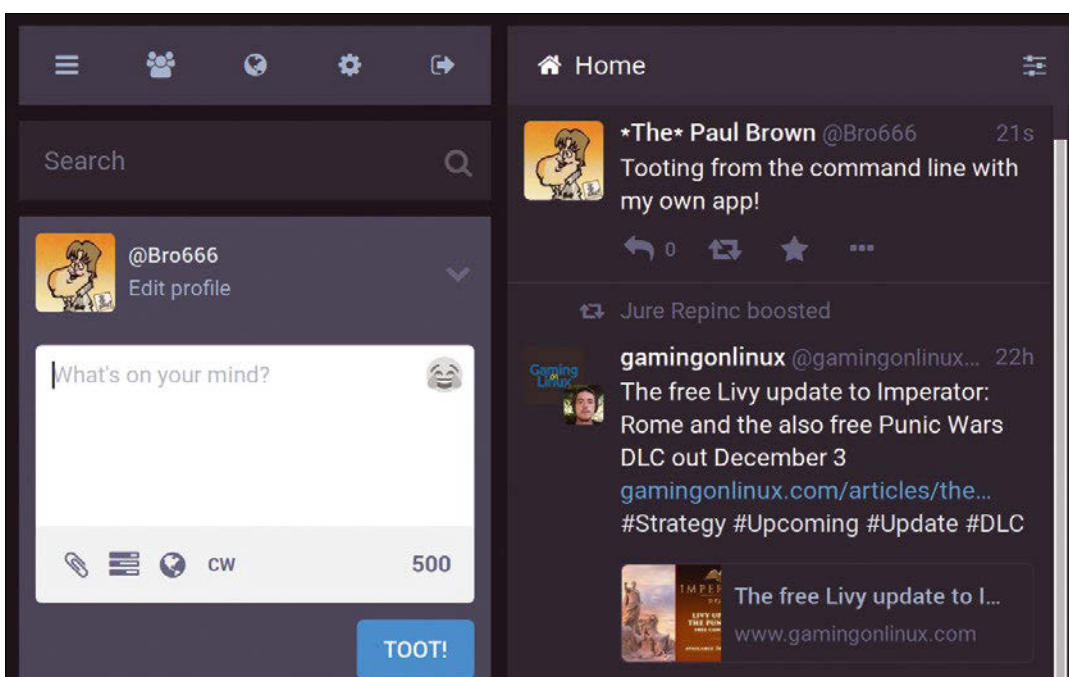 Home
Search
@Bro666
Edit profile
What's on your mind?
CW
500
TOOT!
*The* Paul Brown @Bro666 21s
Tooting from the command line with
my own app!
0
Jure Repinc boosted
Gaming
on
Linux
gamingonlinux @gamingonlinux... 22h
The free Livy update to Imperator:
Rome and the also free Punic Wars
DLC out December 3
gamingonlinux.com/articles/the...
#Strategy #Upcoming #Update #DLC
The free Livy update to I...
www.gamingonlinux.com